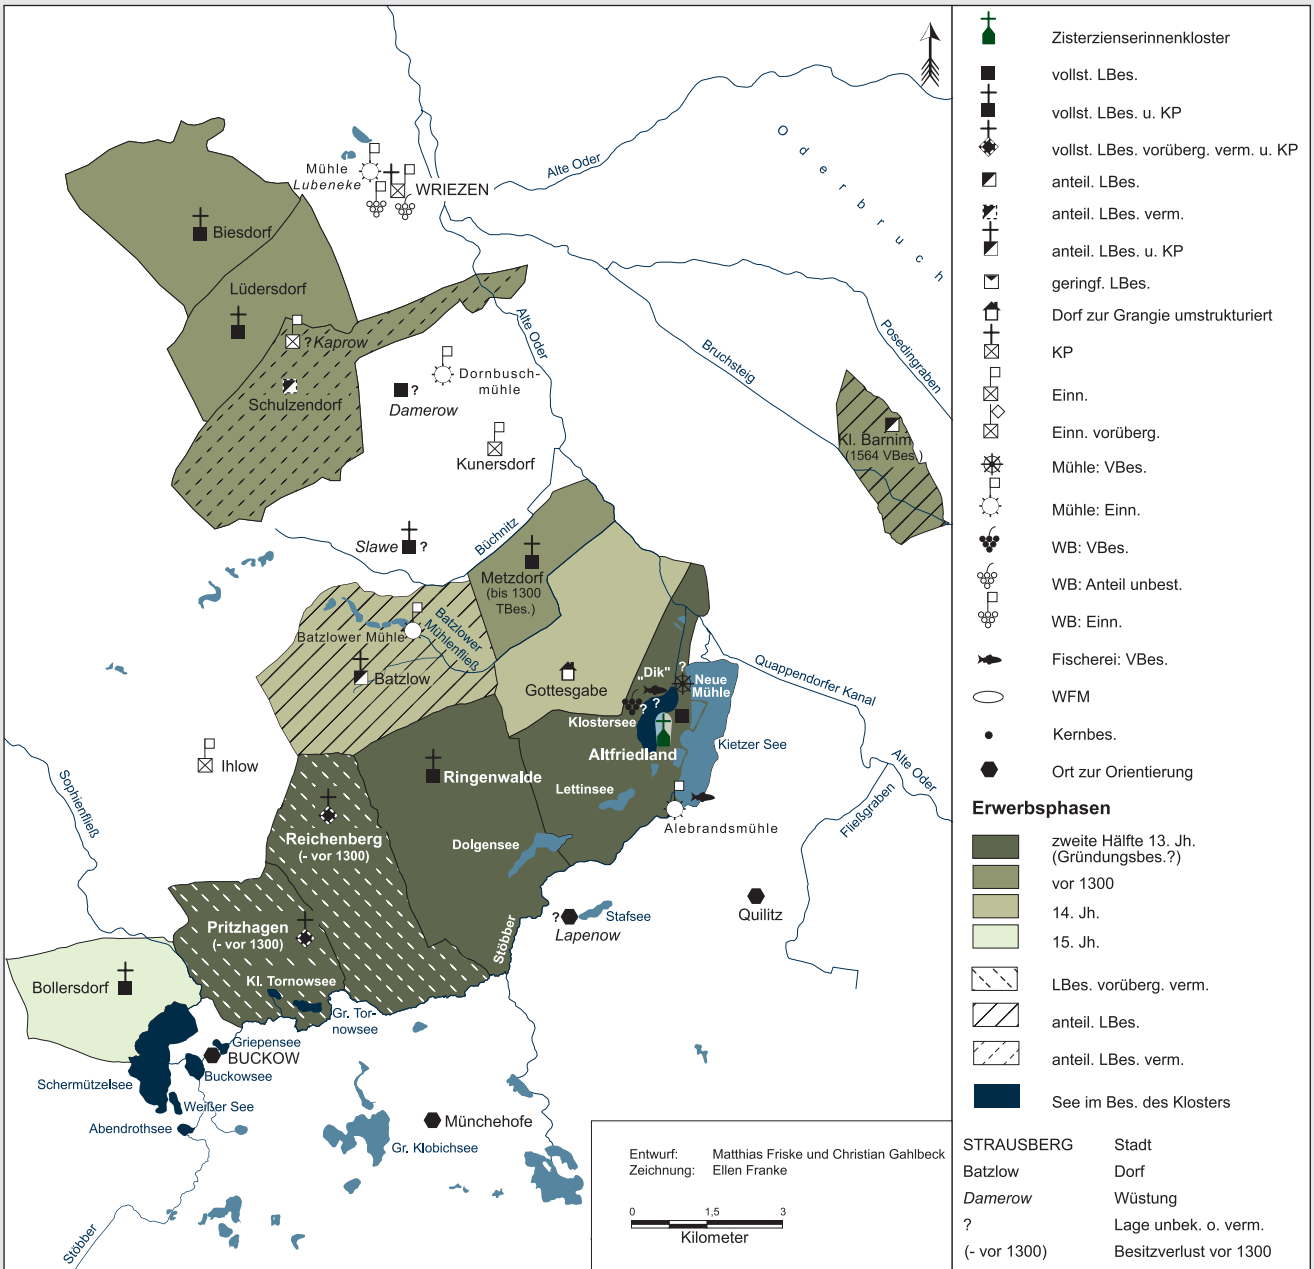 Mühle
Lubeneke
WRIEZEN
Alte Oder
Oderbruch
Biesdorf
Lüdersdorf
? Kaprow
Schulzendorf
Alte Oder
Dornbusch-
mühle
? 
Damerow
Kunersdorf
Bruchsteig
Posedingraben
Kl. Barnim
(1564 VBes.)
Slawe ?
Büchnitz
Metzdorf
(bis 1300
TBes.)
Batzlower Mühle
Batzlower
Mühlenfließ
Batzlow
Gottesgabe
„Dik"
?
Neue
Mühle
? ?
Klostersee
Altfriedland
Kietzer See
Quappendorfer Kanal
Alte Oder
Fließgraben
Ihlow
Sophienfließ
Ringenwalde
Lettinsee
Reichenberg
(- vor 1300)
Dolgensee
Alebrandsmühle
Pritzhagen
(- vor 1300)
Stöbber
?
Lapenow
Stafsee
Quilitz
Kl. Tornowsee
Bollersdorf
Gr. Tor-
nowsee
Griepensee
BUCKOW
Schermützelsee
Buckowsee
Weißer See
Abendrothsee
Münchehofe
Gr. Klobichsee
Stöbber
Entwurf: Matthias Friske und Christian Gahlbeck
Zeichnung: Ellen Franke
0 1,5 3
Kilometer
Zisterzienserinnenkloster
vollst. LBes.
vollst. LBes. u. KP
vollst. LBes. vorüberg. verm. u. KP
anteil. LBes.
anteil. LBes. verm.
anteil. LBes. u. KP
geringf. LBes.
Dorf zur Grangie umstrukturiert
KP
Einn.
Einn. vorüberg.
Mühle: VBes.
Mühle: Einn.
WB: VBes.
WB: Anteil unbest.
WB: Einn.
Fischerei: VBes.
WFM
Kernbes.
Ort zur Orientierung
Erwerbsphasen
zweite Hälfte 13. Jh.
(Gründungsbes.?)
vor 1300
14. Jh.
15. Jh.
LBes. vorüberg. verm.
anteil. LBes.
anteil. LBes. verm.
See im Bes. des Klosters
STRAUSBERG Stadt
Batzlow Dorf
Damerow Wüstung
? Lage unbek. o. verm.
(- vor 1300) Besitzverlust vor 1300